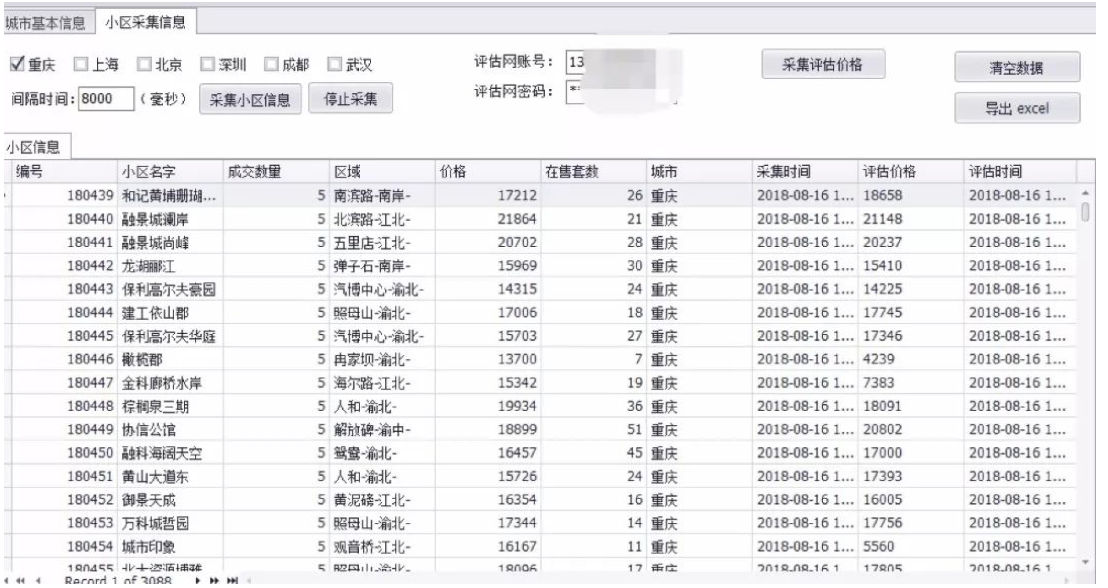 城市基本信息 小区采集信息
重庆 上海 北京 深圳 成都 武汉 评估网账号: 13 采集评估价格 清空数据
间隔时间: 8000 (毫秒) 采集小区信息 停止采集 评估网密码: ** 导出 excel
小区信息
编号 小区名字 成交数量 区域 价格 在售套数 城市 采集时间 评估价格 评估时间
180439 和记黄埔珊瑚... 5 南滨路-南岸- 17212 26 重庆 2018-08-16 1... 18658 2018-08-16 1...
180440 融景城澜岸 5 北滨路-江北- 21864 21 重庆 2018-08-16 1... 21148 2018-08-16 1...
180441 融景城尚峰 5 五里店-江北- 20702 28 重庆 2018-08-16 1... 20237 2018-08-16 1...
180442 龙湖郦江 5 弹子石-南岸- 15969 30 重庆 2018-08-16 1... 15410 2018-08-16 1...
180443 保利高尔夫豪园 5 汽博中心-渝北- 14315 24 重庆 2018-08-16 1... 14225 2018-08-16 1...
180444 建工依山郡 5 照母山-渝北- 17006 18 重庆 2018-08-16 1... 17745 2018-08-16 1...
180445 保利高尔夫华庭 5 汽博中心-渝北- 15703 27 重庆 2018-08-16 1... 17346 2018-08-16 1...
180446 橄榄郡 5 冉家坝-渝北- 13700 7 重庆 2018-08-16 1... 4239 2018-08-16 1...
180447 金科廊桥水岸 5 海尔路-江北- 15342 19 重庆 2018-08-16 1... 7383 2018-08-16 1...
180448 棕榈泉三期 5 人和-渝北- 19934 36 重庆 2018-08-16 1... 18091 2018-08-16 1...
180449 协信公馆 5 解放碑-渝中- 18899 51 重庆 2018-08-16 1... 20802 2018-08-16 1...
180450 融科海阔天空 5 鸳鸯-渝北- 16457 45 重庆 2018-08-16 1... 17000 2018-08-16 1...
180451 黄山大道东 5 人和-渝北- 15726 24 重庆 2018-08-16 1... 17393 2018-08-16 1...
180452 御景天成 5 黄泥磅-江北- 16354 16 重庆 2018-08-16 1... 16005 2018-08-16 1...
180453 万科城哲园 5 照母山-渝北- 17344 14 重庆 2018-08-16 1... 17756 2018-08-16 1...
180454 城市印象 5 观音桥-江北- 16167 11 重庆 2018-08-16 1... 5560 2018-08-16 1...
180455 北大资源博雅 5 照母山-渝北- 18096 17 重庆 2018-08-16 1... 17805 2018-08-16 1...
Record 1 of 3088